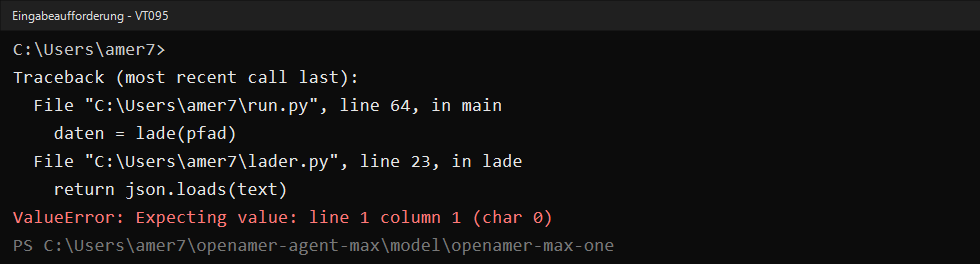 Eingabeaufforderung - VT095
C:\Users\amer7>
Traceback (most recent call last):
  File "C:\Users\amer7\run.py", line 64, in main
    daten = lade(pfad)
  File "C:\Users\amer7\lader.py", line 23, in lade
    return json.loads(text)
ValueError: Expecting value: line 1 column 1 (char 0)
PS C:\Users\amer7\openamer-agent-max\model\openamer-max-one